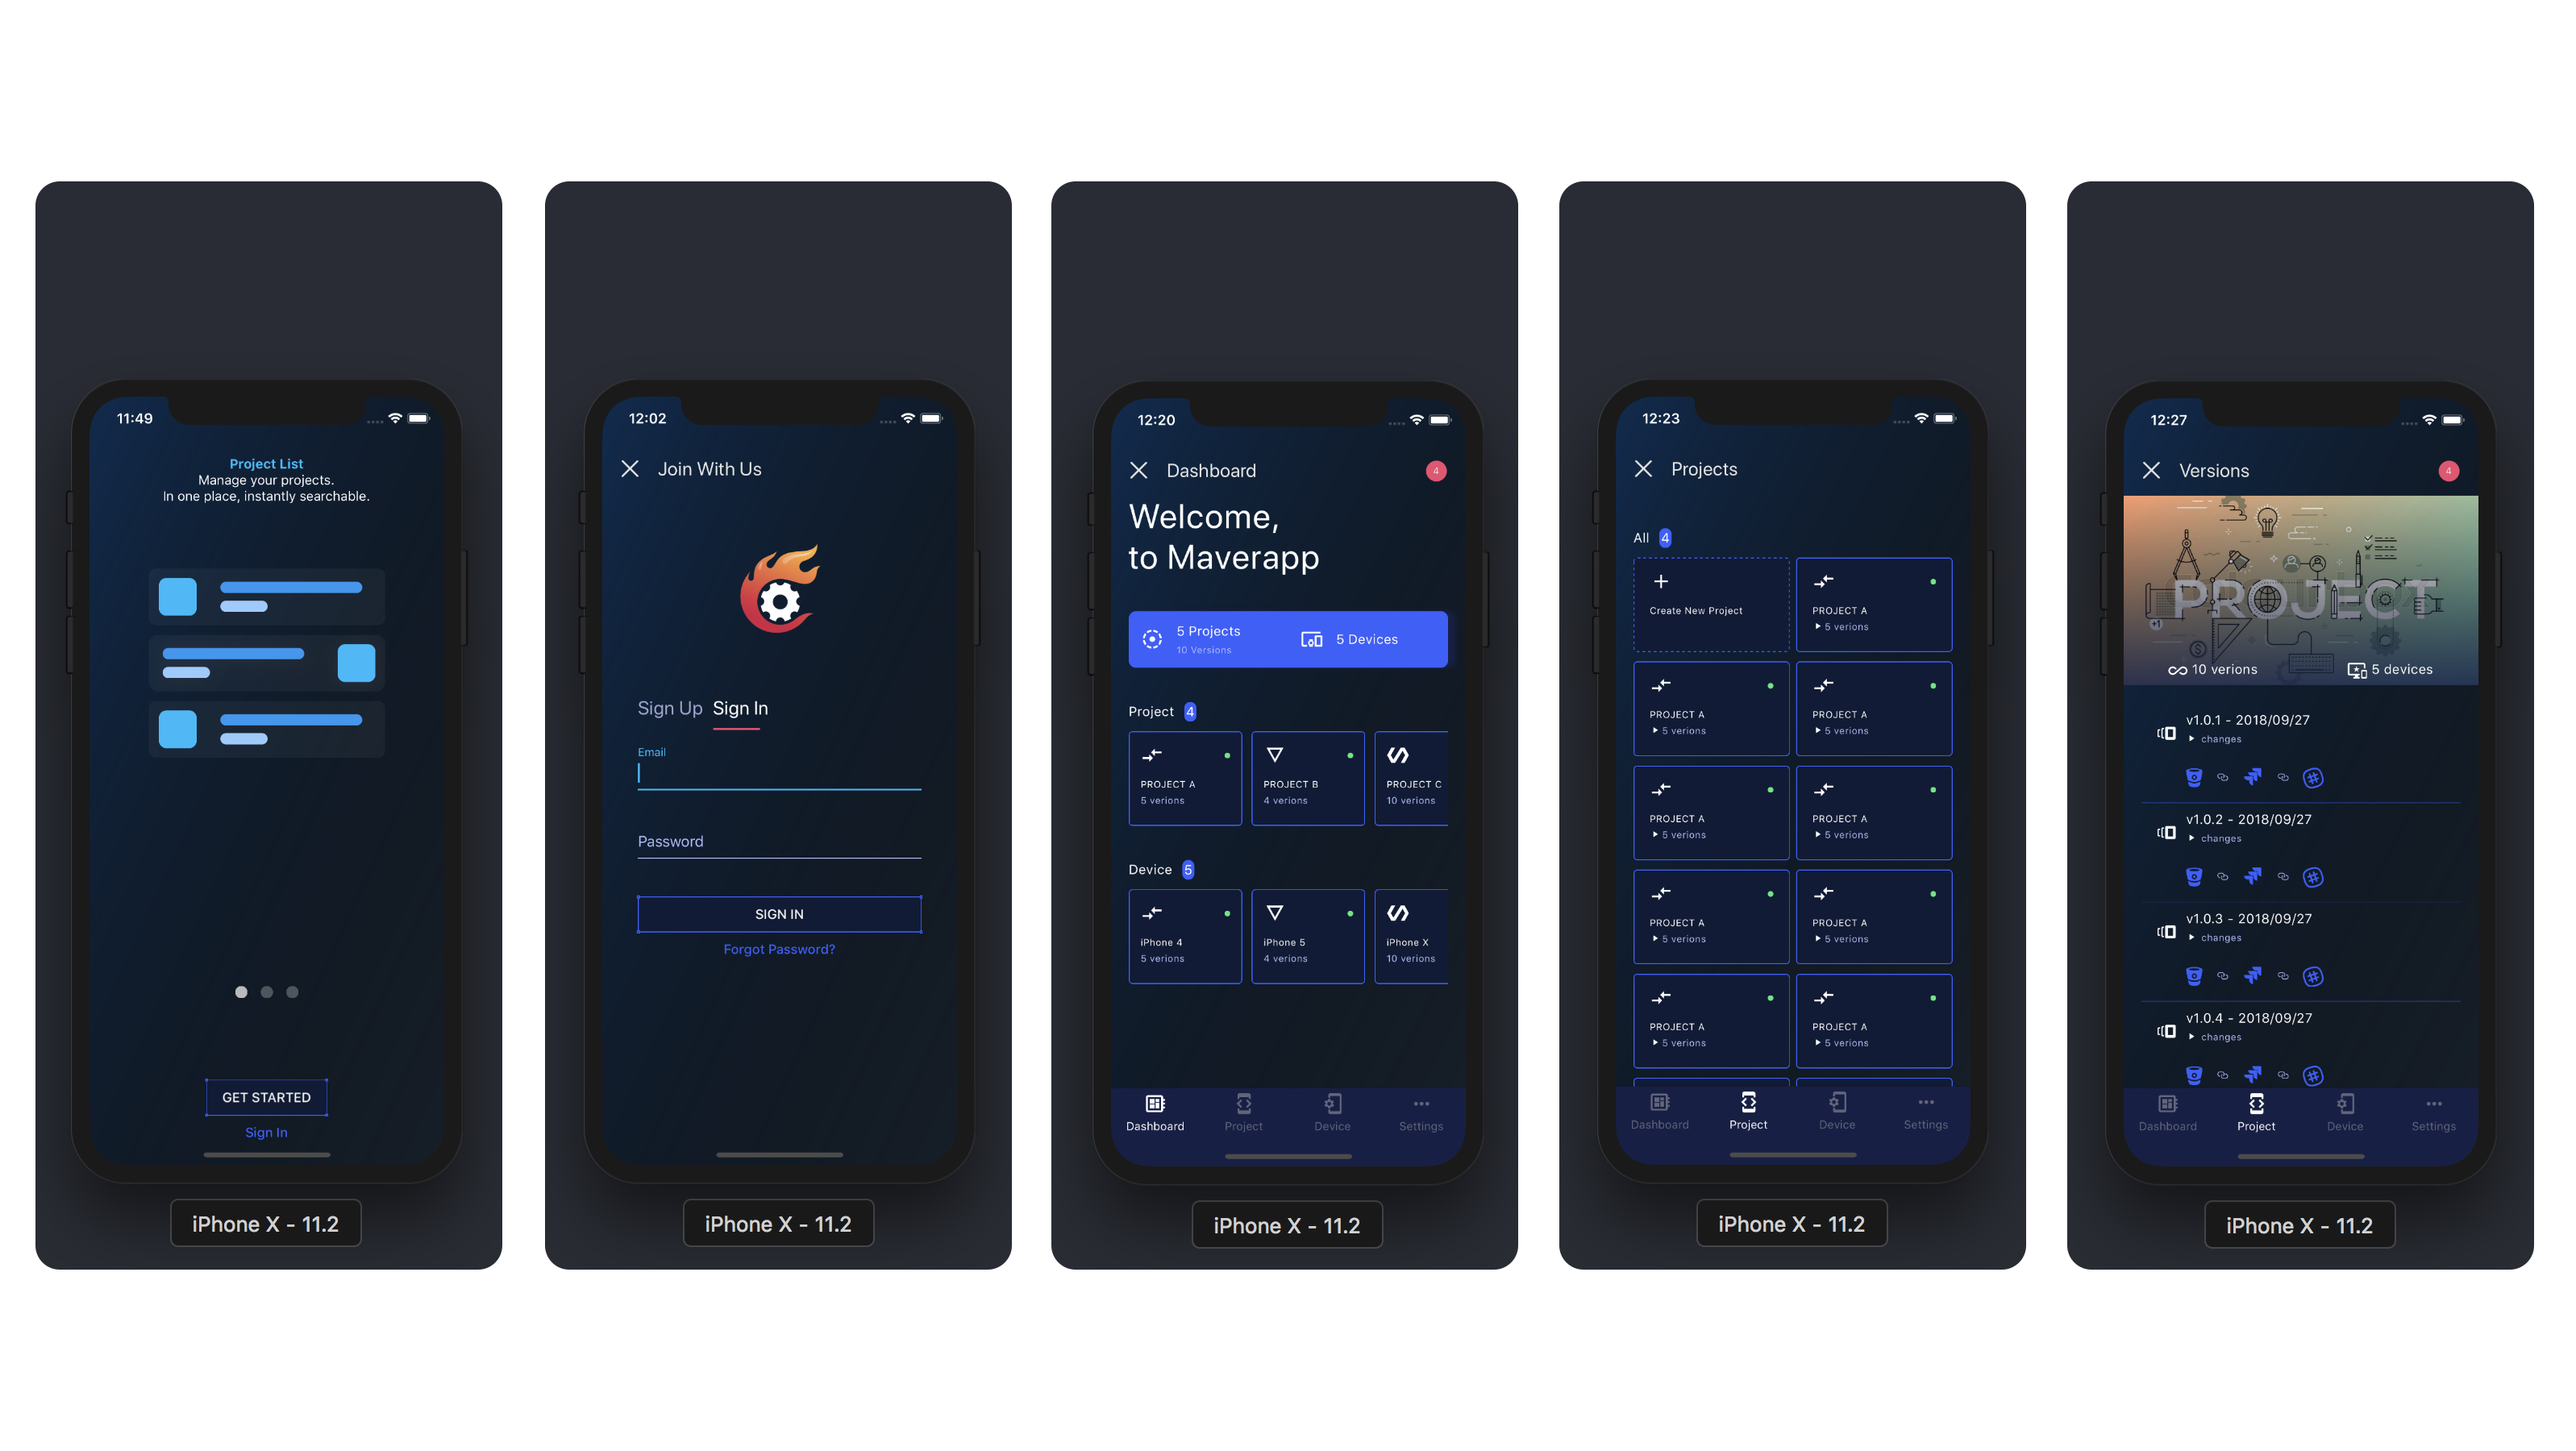 11:49
Project List
Manage your projects.
In one place, instantly searchable.
GET STARTED
Sign In
iPhone X - 11.2
12:02
Join With Us
Sign Up Sign In
Email
Password
SIGN IN
Forgot Password?
iPhone X - 11.2
12:20
Dashboard
4
Welcome,
to Maverapp
5 Projects
10 Versions
5 Devices
Project 4
PROJECT A
5 verions
PROJECT B
4 verions
PROJECT C
10 verions
Device 5
iPhone 4
5 verions
iPhone 5
4 verions
iPhone X
10 verions
Dashboard Project Device Settings
iPhone X - 11.2
12:23
Projects
All 4
Create New Project
PROJECT A
5 verions
PROJECT A
5 verions
PROJECT A
5 verions
PROJECT A
5 verions
PROJECT A
5 verions
PROJECT A
5 verions
PROJECT A
5 verions
PROJECT A
5 verions
PROJECT A
5 verions
Dashboard Project Device Settings
iPhone X - 11.2
12:27
Versions
4
PROJECT
+1
10 verions
5 devices
v1.0.1 - 2018/09/27
changes
v1.0.2 - 2018/09/27
changes
v1.0.3 - 2018/09/27
changes
v1.0.4 - 2018/09/27
changes
Dashboard Project Device Settings
iPhone X - 11.2